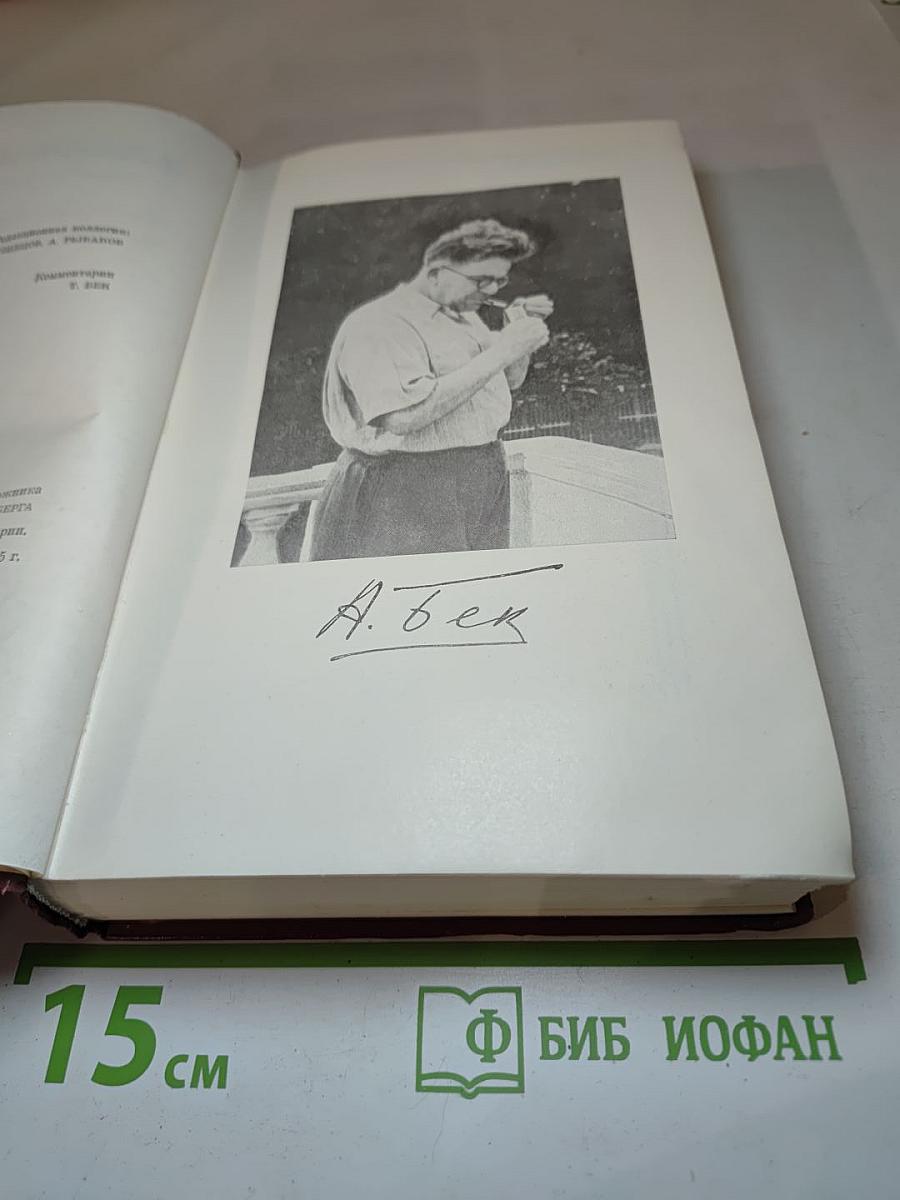 Редакционная коллегия:
А. РЫБАКОВ
Комментарии
Т. БЕК
5 г.
А. Бек
15 см
Ф БИБ ИОФАН